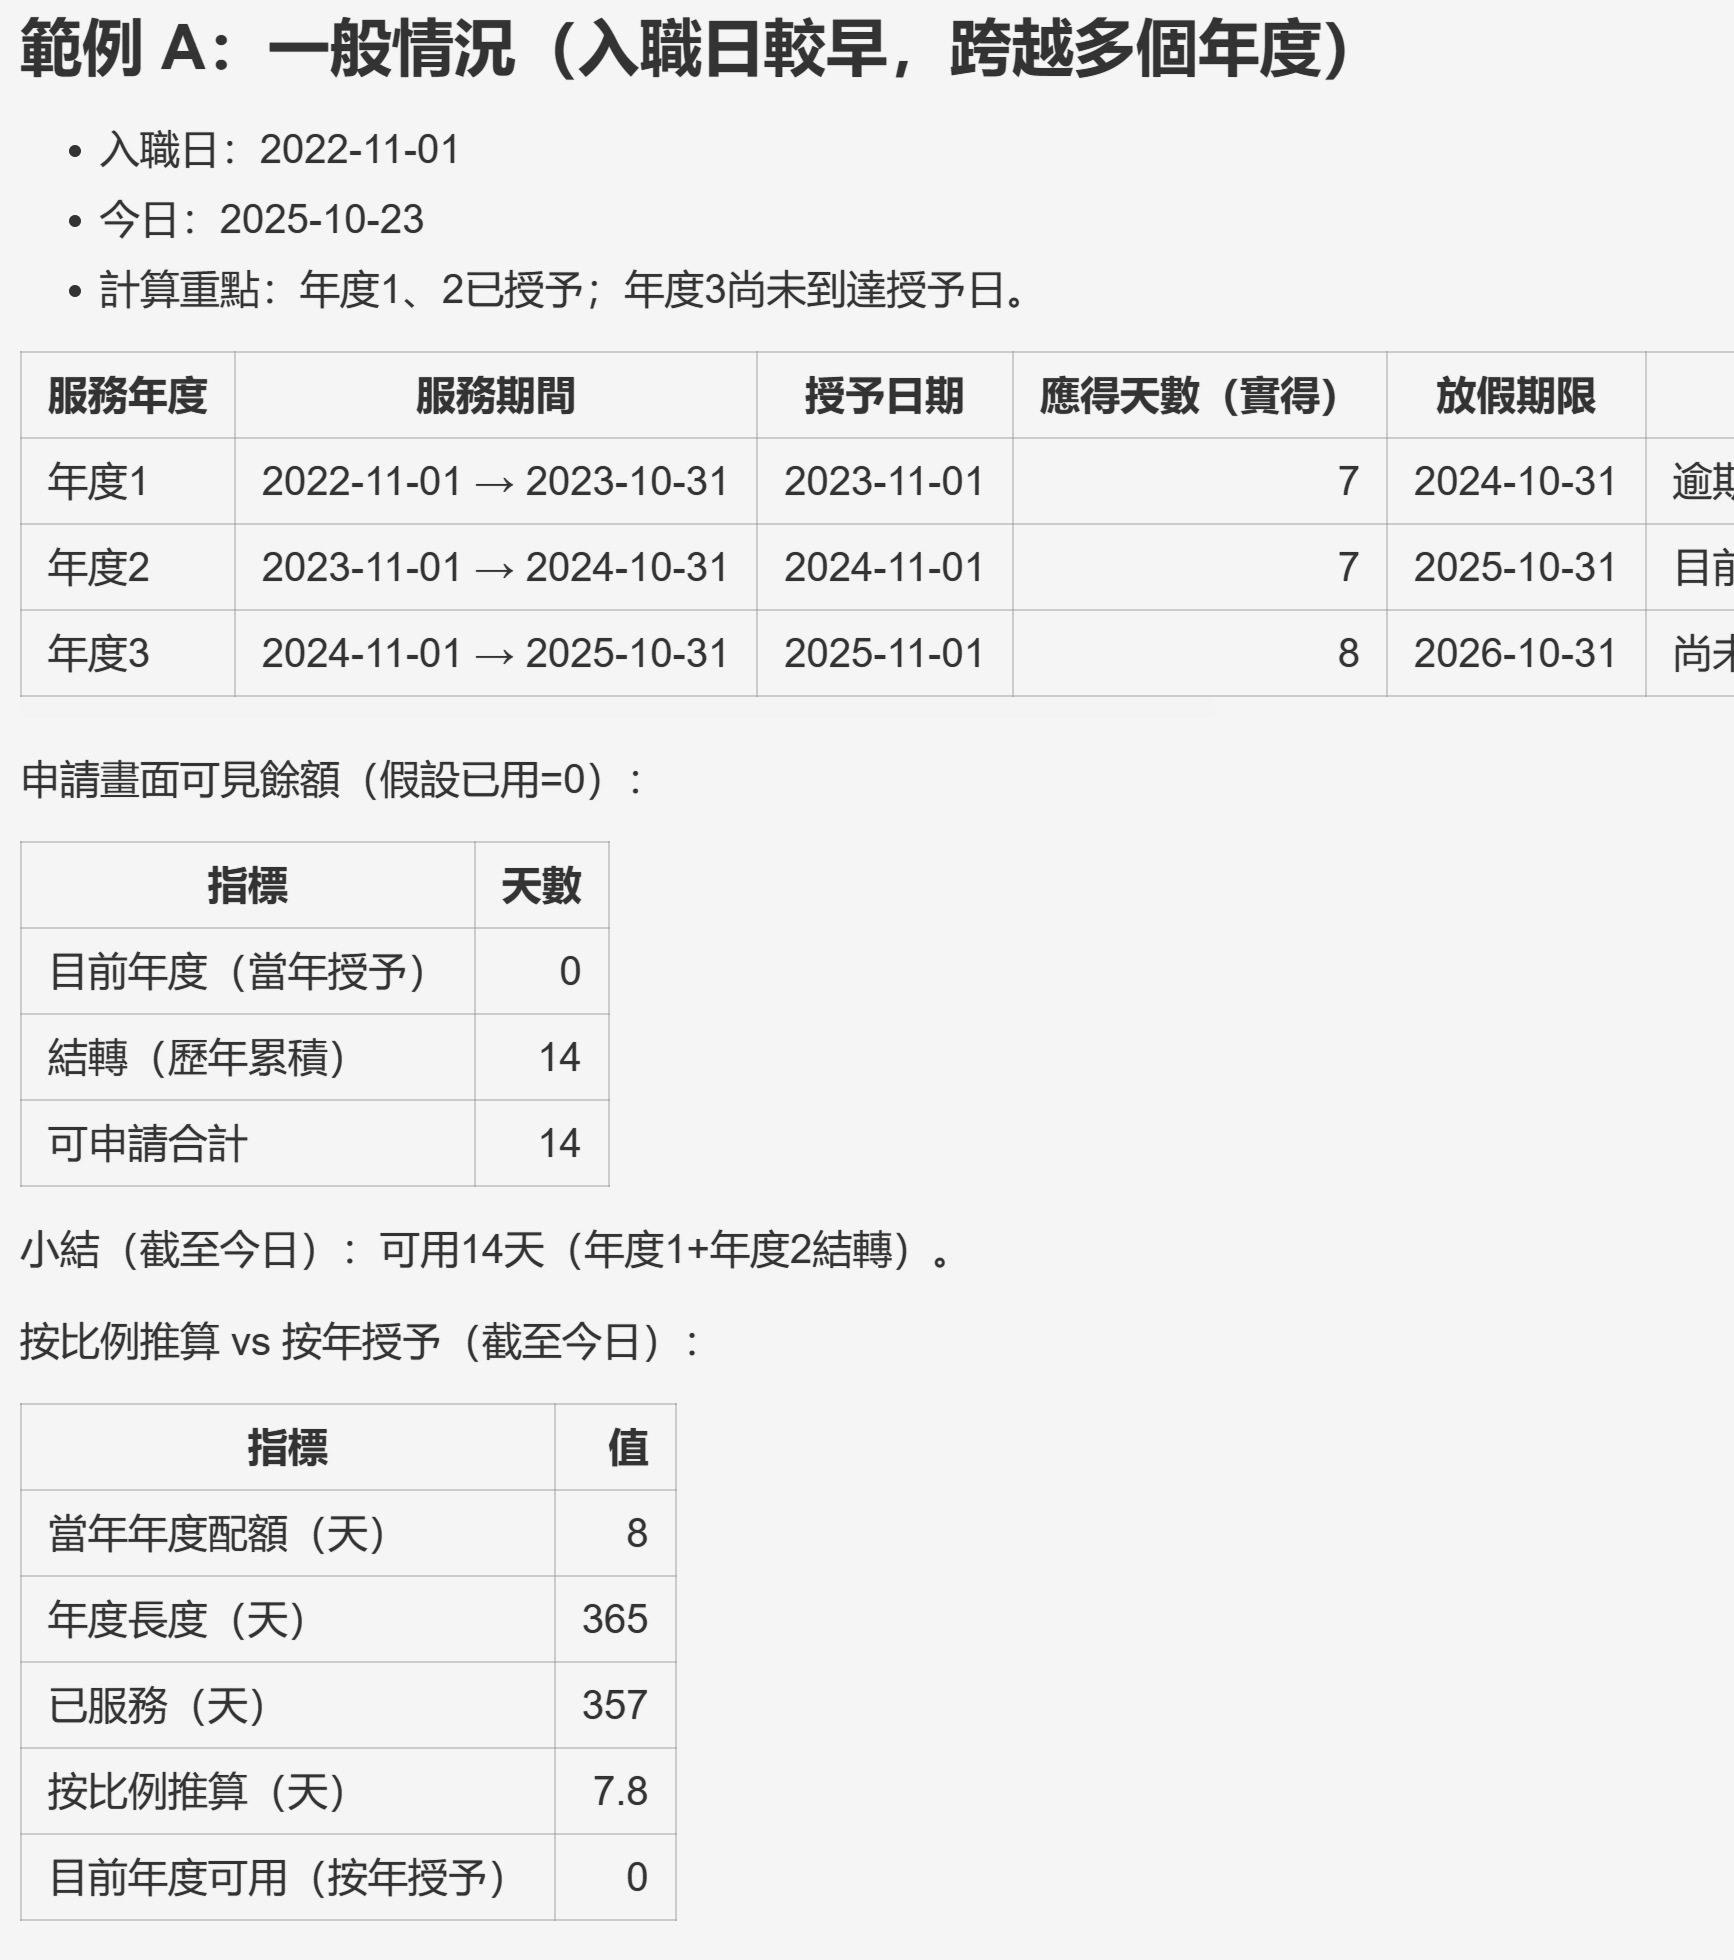 範例 A：一般情況（入職日較早，跨越多個年度）
• 入職日：2022-11-01
• 今日：2025-10-23
• 計算重點：年度1、2已授予；年度3尚未到達授予日。
服務年度 服務期間 授予日期 應得天數（實得） 放假期限
年度1 2022-11-01 → 2023-10-31 2023-11-01 7 2024-10-31 逾
年度2 2023-11-01 → 2024-10-31 2024-11-01 7 2025-10-31 目前
年度3 2024-11-01 → 2025-10-31 2025-11-01 8 2026-10-31 尚未
申請畫面可見餘額（假設已用=0）：
指標 天數
目前年度（當年授予） 0
結轉（歷年累積） 14
可申請合計 14
小結（截至今日）：可用14天（年度1+年度2結轉）。
按比例推算 vs 按年授予（截至今日）：
指標 值
當年年度配額（天） 8
年度長度（天） 365
已服務（天） 357
按比例推算（天） 7.8
目前年度可用（按年授予） 0